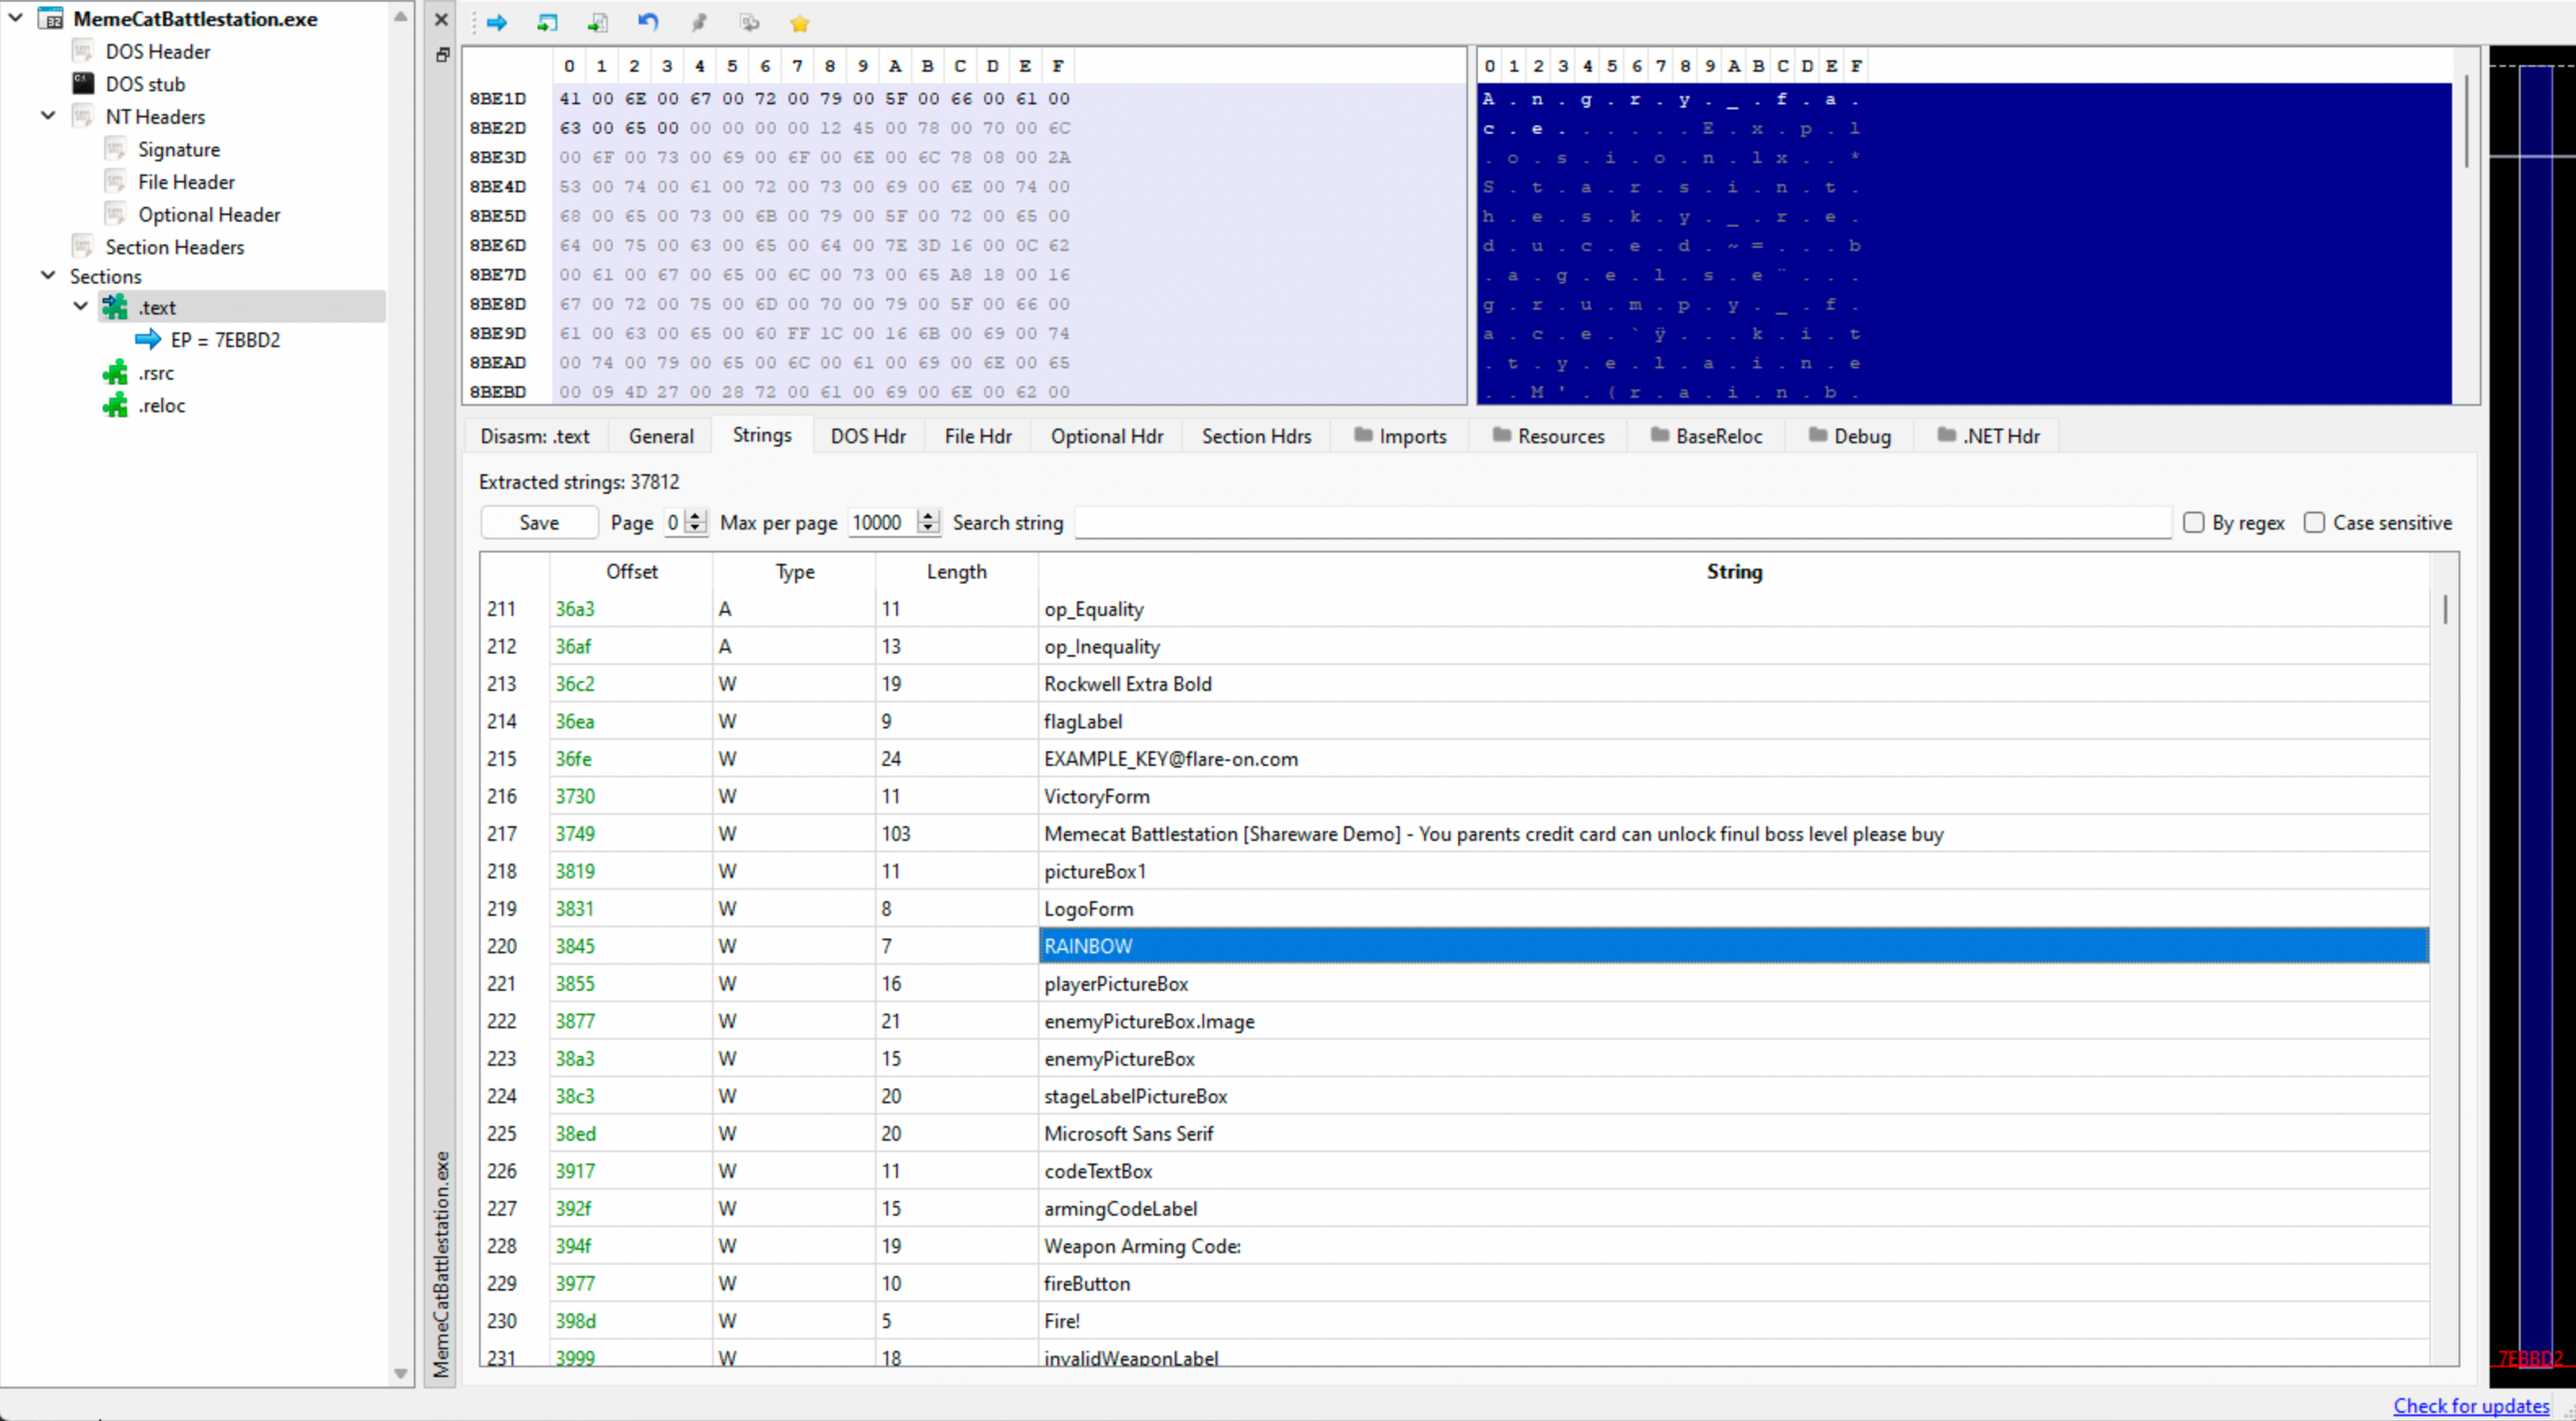 MemeCatBattlestation.exe
DOS Header
DOS stub
NT Headers
Signature
File Header
Optional Header
Section Headers
Sections
.text
EP = 7EBBD2
.rsrc
.reloc
MemeCatBattlestation.exe
0 1 2 3 4 5 6 7 8 9 A B C D E F
8BE1D 41 00 6E 00 67 00 72 00 79 00 5F 00 66 00 61 00
8BE2D 63 00 65 00 00 00 00 00 12 45 00 78 00 70 00 6C
8BE3D 00 6F 00 73 00 69 00 6F 00 6E 00 6C 78 08 00 2A
8BE4D 53 00 74 00 61 00 72 00 73 00 69 00 6E 00 74 00
8BE5D 68 00 65 00 73 00 6B 00 79 00 5F 00 72 00 65 00
8BE6D 64 00 75 00 63 00 65 00 64 00 7E 3D 16 00 0C 62
8BE7D 00 61 00 67 00 65 00 6C 00 73 00 65 A8 18 00 16
8BE8D 67 00 72 00 75 00 6D 00 70 00 79 00 5F 00 66 00
8BE9D 61 00 63 00 65 00 60 FF 1C 00 16 6B 00 69 00 74
8BEAD 00 74 00 79 00 65 00 6C 00 61 00 69 00 6E 00 65
8BEBD 00 09 4D 27 00 28 72 00 61 00 69 00 6E 00 62 00
0 1 2 3 4 5 6 7 8 9 A B C D E F
A . n . g . r . y . _ . f . a .
c . e . . . . . . E . x . p . l
. o . s . i . o . n . l x . . *
S . t . a . r . s . i . n . t .
h . e . s . k . y . _ . r . e .
d . u . c . e . d . ~ = . . . b
. a . g . e . l . s . e ¨ . . .
g . r . u . m . p . y . _ . f .
a . c . e . ` ÿ . . . k . i . t
. t . y . e . l . a . i . n . e
. . M ' . ( r . a . i . n . b .
Disasm: .text General Strings DOS Hdr File Hdr Optional Hdr Section Hdrs Imports Resources BaseReloc Debug .NET Hdr
Extracted strings: 37812
Save Page 0 Max per page 10000 Search string By regex Case sensitive
Offset Type Length String
211 36a3 A 11 op_Equality
212 36af A 13 op_Inequality
213 36c2 W 19 Rockwell Extra Bold
214 36ea W 9 flagLabel
215 36fe W 24 EXAMPLE_KEY@flare-on.com
216 3730 W 11 VictoryForm
217 3749 W 103 Memecat Battlestation [Shareware Demo] - You parents credit card can unlock finul boss level please buy
218 3819 W 11 pictureBox1
219 3831 W 8 LogoForm
220 3845 W 7 RAINBOW
221 3855 W 16 playerPictureBox
222 3877 W 21 enemyPictureBox.Image
223 38a3 W 15 enemyPictureBox
224 38c3 W 20 stageLabelPictureBox
225 38ed W 20 Microsoft Sans Serif
226 3917 W 11 codeTextBox
227 392f W 15 armingCodeLabel
228 394f W 19 Weapon Arming Code:
229 3977 W 10 fireButton
230 398d W 5 Fire!
231 3999 W 18 invalidWeaponLabel
7EBBD2
Check for updates